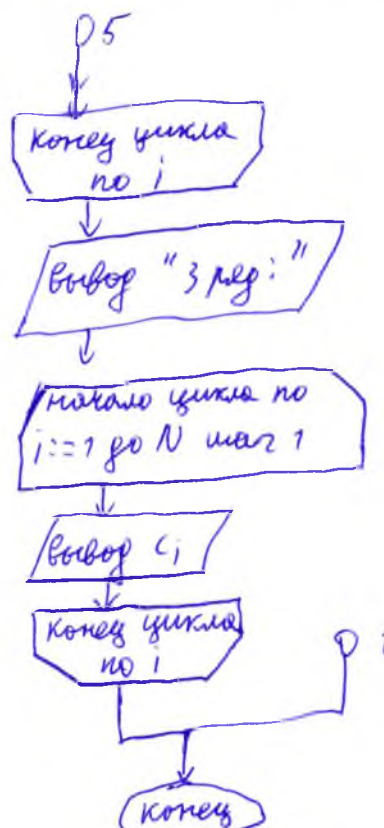 5
конец цикла
по i
вывод "3 ряд:"
начало цикла по
i:=1 до N шаг 1
вывод ci
конец цикла
по i
конец